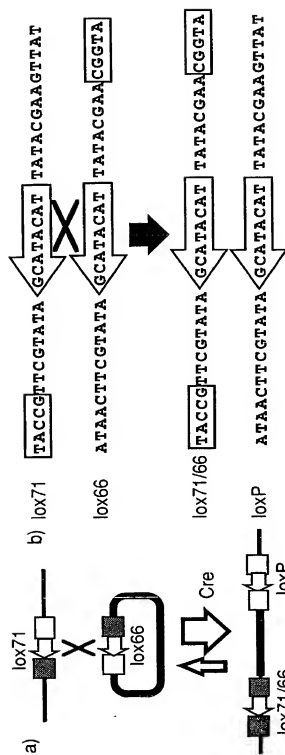 a)
lox71
lox66
Cre
lox71/66
loxP
b)
lox71
TACCGTTCGTATA GCATACAT TATACGAAGTTAT
lox66
ATAACTTCGTATA GCATACAT TATACGAACGGTA
lox71/66
TACCGTTCGTATA GCATACAT TATACGAACGGTA
loxP
ATAACTTCGTATA GCATACAT TATACGAAGTTAT